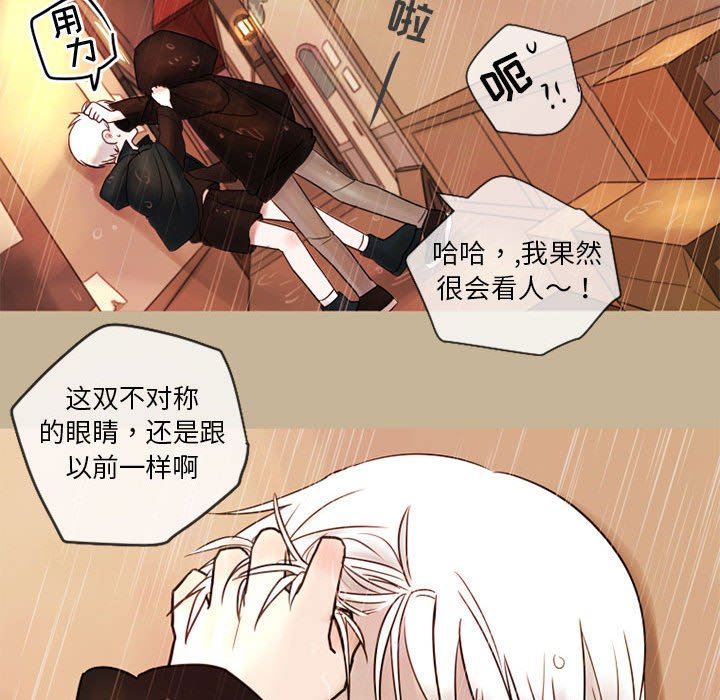 用力
啦
呃
?!
哈哈，,我果然
很会看人～！
这双不对称
的眼睛，还是跟
以前一样啊